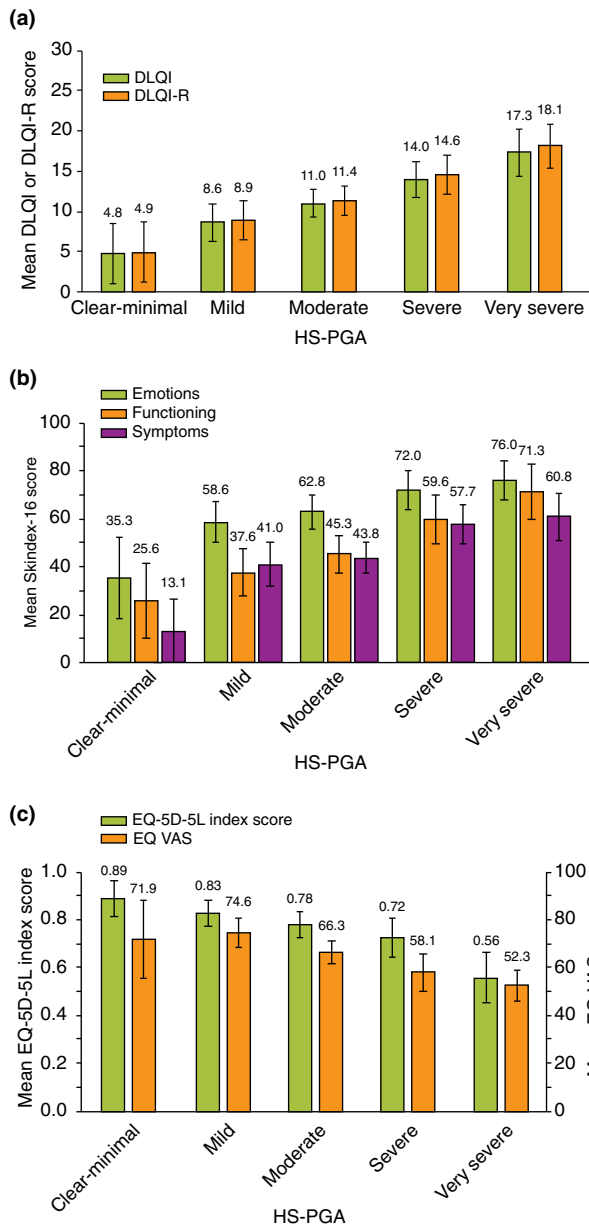 (a)
30
25
20
15
10
5
0
Mean DLQI or DLQI-R score
DLQI
DLQI-R
4.8 4.9
8.6 8.9
11.0 11.4
14.0 14.6
17.3 18.1
Clear-minimal Mild Moderate Severe Very severe
HS-PGA
(b)
Emotions
Functioning
Symptoms
100
80
60
40
20
0
Mean Skindex-16 score
35.3 25.6 13.1
58.6 37.6 41.0
62.8 45.3 43.8
72.0 59.6 57.7
76.0 71.3 60.8
Clear-minimal Mild Moderate Severe Very severe
HS-PGA
(c)
EQ-5D-5L index score
EQ VAS
1.0
0.8
0.6
0.4
0.2
0.0
Mean EQ-5D-5L index score
0.89 71.9
0.83 74.6
0.78 66.3
0.72 58.1
0.56 52.3
100
80
60
40
20
0
Clear-minimal Mild Moderate Severe Very severe
HS-PGA